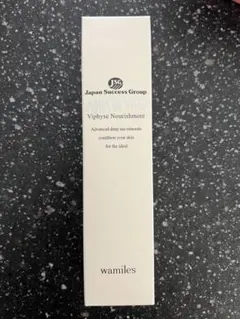 JSG
Japan Success Group
Viphyse Nourishment
Advanced deep sea minerals
condition your skin
for the ideal
wamiles